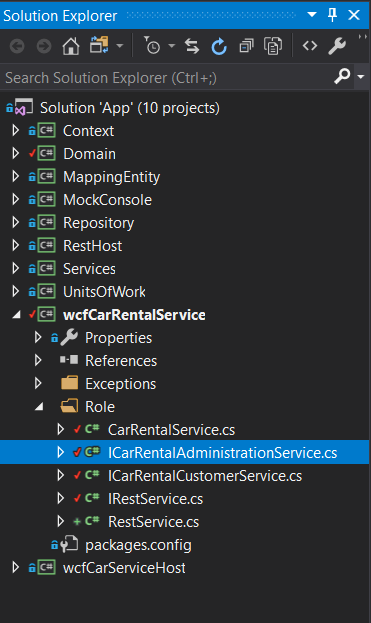 Solution Explorer
Search Solution Explorer (Ctrl+;)
Solution 'App' (10 projects)
C# Context
C# Domain
C# MappingEntity
C# MockConsole
C# Repository
C# RestHost
C# Services
C# UnitsOfWork
C# wcfCarRentalService
Properties
References
Exceptions
Role
C# CarRentalService.cs
C# ICarRentalAdministrationService.cs
C# ICarRentalCustomerService.cs
C# IRestService.cs
C# RestService.cs
packages.config
C# wcfCarServiceHost